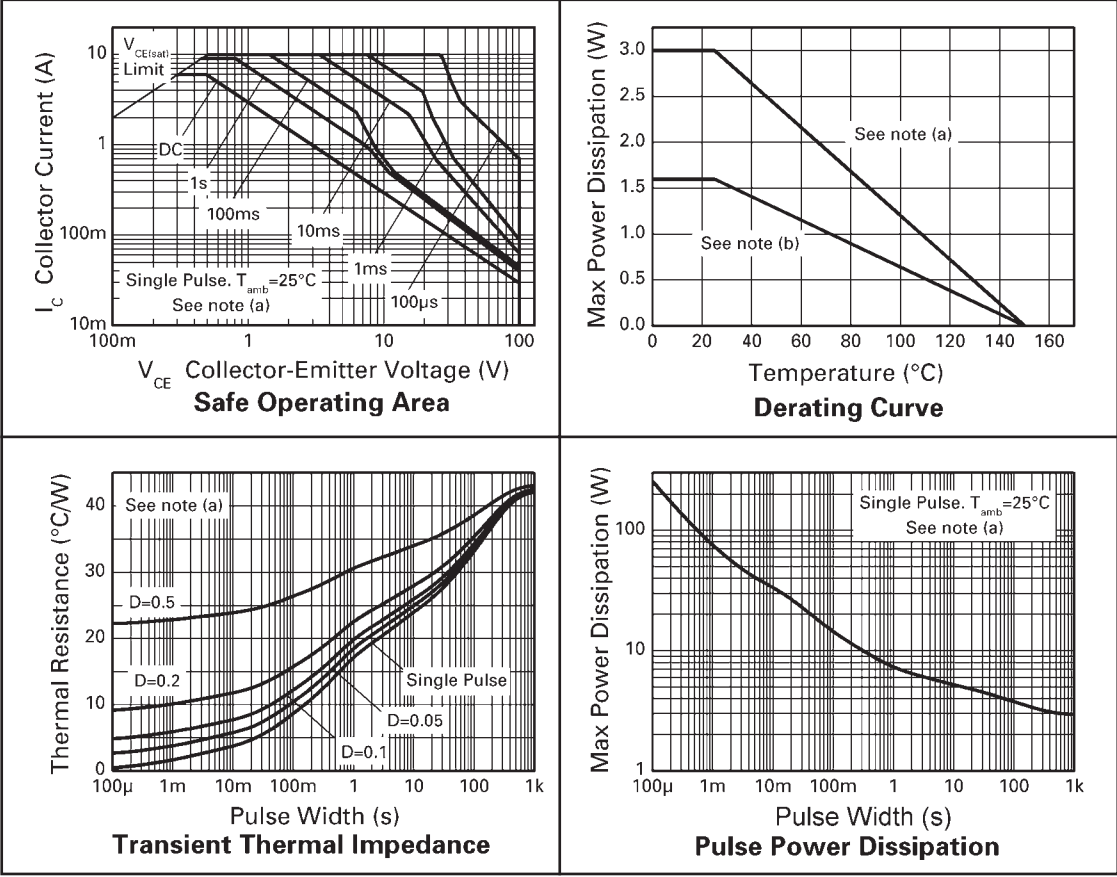 10
1
100m
10m
I_C Collector Current (A)
V_CE(sat)
Limit
DC
1s
100ms
10ms
1ms
100µs
Single Pulse. T_amb=25°C
See note (a)
100m 1 10 100
V_CE Collector-Emitter Voltage (V)
Safe Operating Area
Max Power Dissipation (W)
3.0
2.5
2.0
1.5
1.0
0.5
0.0
See note (a)
See note (b)
0 20 40 60 80 100 120 140 160
Temperature (°C)
Derating Curve
Thermal Resistance (°C/W)
40
30
20
10
0
See note (a)
D=0.5
D=0.2
Single Pulse
D=0.05
D=0.1
100µ 1m 10m 100m 1 10 100 1k
Pulse Width (s)
Transient Thermal Impedance
Max Power Dissipation (W)
100
10
1
Single Pulse. T_amb=25°C
See note (a)
100µ 1m 10m 100m 1 10 100 1k
Pulse Width (s)
Pulse Power Dissipation